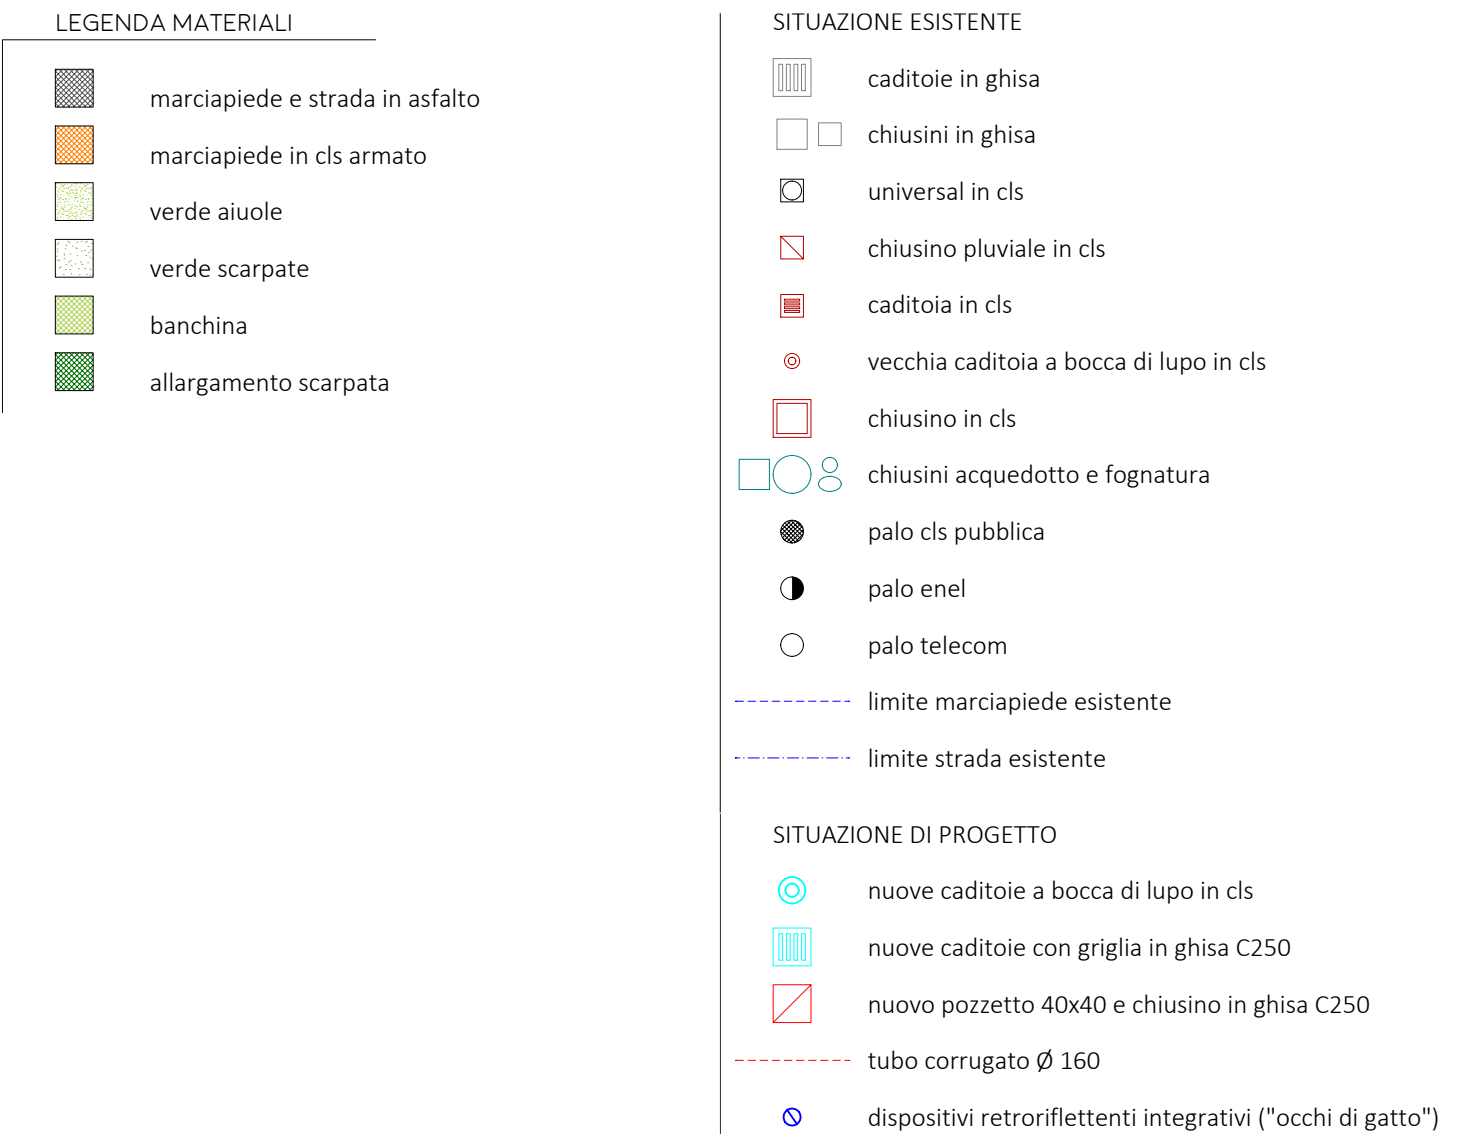 LEGENDA MATERIALI
marciapiede e strada in asfalto
marciapiede in cls armato
verde aiuole
verde scarpate
banchina
allargamento scarpata
SITUAZIONE ESISTENTE
caditoie in ghisa
chiusini in ghisa
universal in cls
chiusino pluviale in cls
caditoia in cls
vecchia caditoia a bocca di lupo in cls
chiusino in cls
chiusini acquedotto e fognatura
palo cls pubblica
palo enel
palo telecom
limite marciapiede esistente
limite strada esistente
SITUAZIONE DI PROGETTO
nuove caditoie a bocca di lupo in cls
nuove caditoie con griglia in ghisa C250
nuovo pozzetto 40x40 e chiusino in ghisa C250
tubo corrugato Ø 160
dispositivi retroriflettenti integrativi ("occhi di gatto")